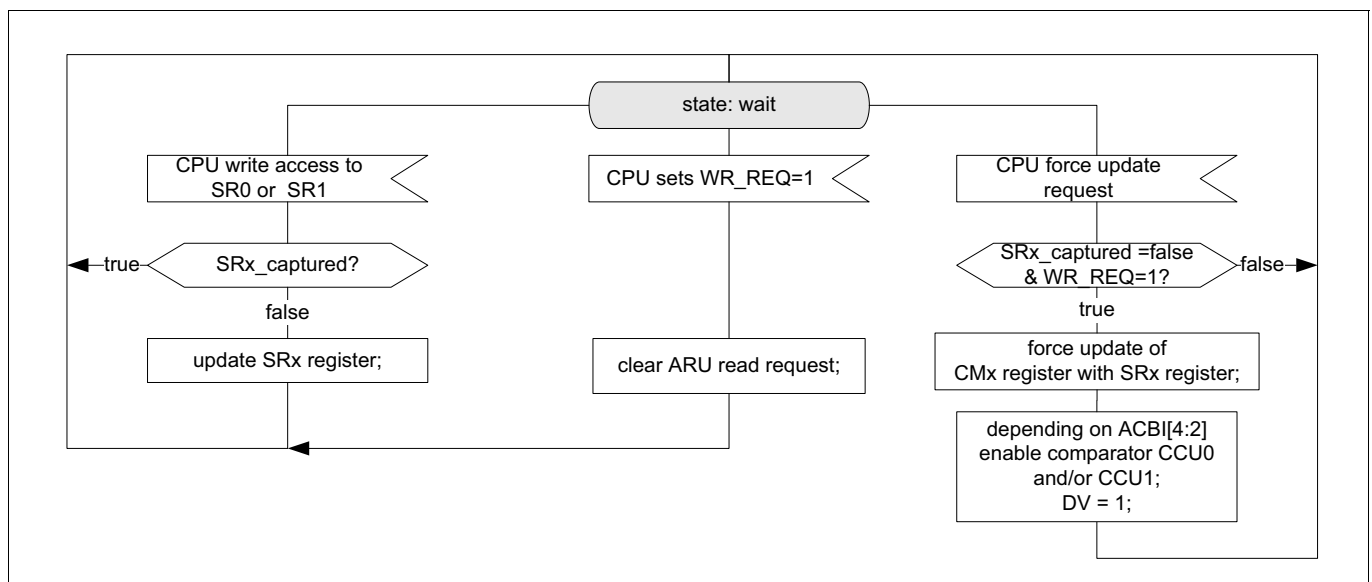 state: wait
CPU write access to
SR0 or SR1
SRx_captured?
true
false
update SRx register;
CPU sets WR_REQ=1
clear ARU read request;
CPU force update
request
SRx_captured =false
& WR_REQ=1?
false
true
force update of
CMx register with SRx register;
depending on ACBI[4:2]
enable comparator CCU0
and/or CCU1;
DV = 1;